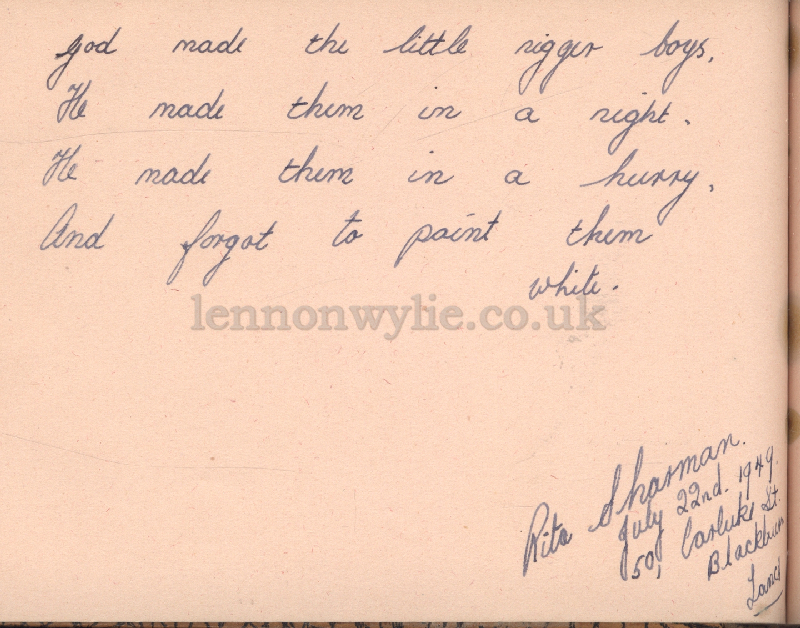 God made the little nigger boys,
He made them in a night.
He made them in a hurry,
And forgot to paint them
white.
lennonwylie.co.uk
Rita Sharman.
July 22nd. 1949.
50, Carluke St.
Blackburn
Lancs